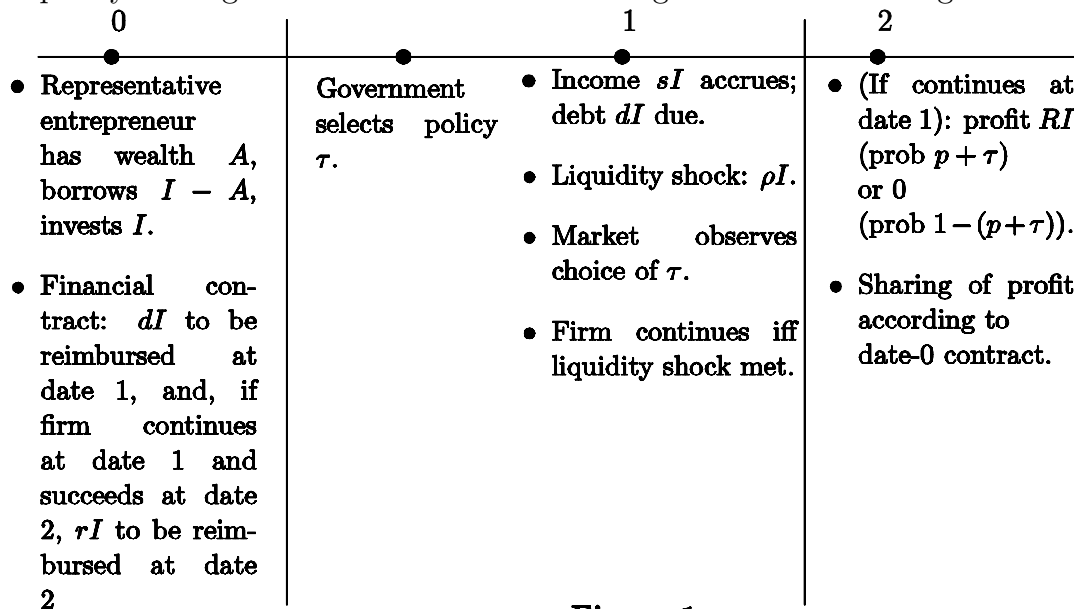 0
1
2
• Representative
entrepreneur
has wealth A,
borrows I − A,
invests I.
• Financial con-
tract: dI to be
reimbursed at
date 1, and, if
firm continues
at date 1 and
succeeds at date
2, rI to be reim-
bursed at date
2
Government
selects policy
τ.
• Income sI accrues;
debt dI due.
• Liquidity shock: ρI.
• Market observes
choice of τ.
• Firm continues iff
liquidity shock met.
• (If continues at
date 1): profit RI
(prob p + τ)
or 0
(prob 1−(p+τ)).
• Sharing of profit
according to
date-0 contract.